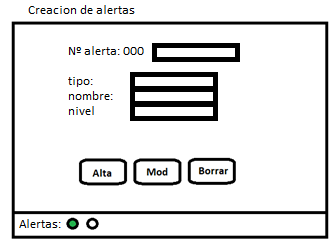 Creacion de alertas
Nº alerta: 000
tipo:
nombre:
nivel
Alta Mod Borrar
Alertas: